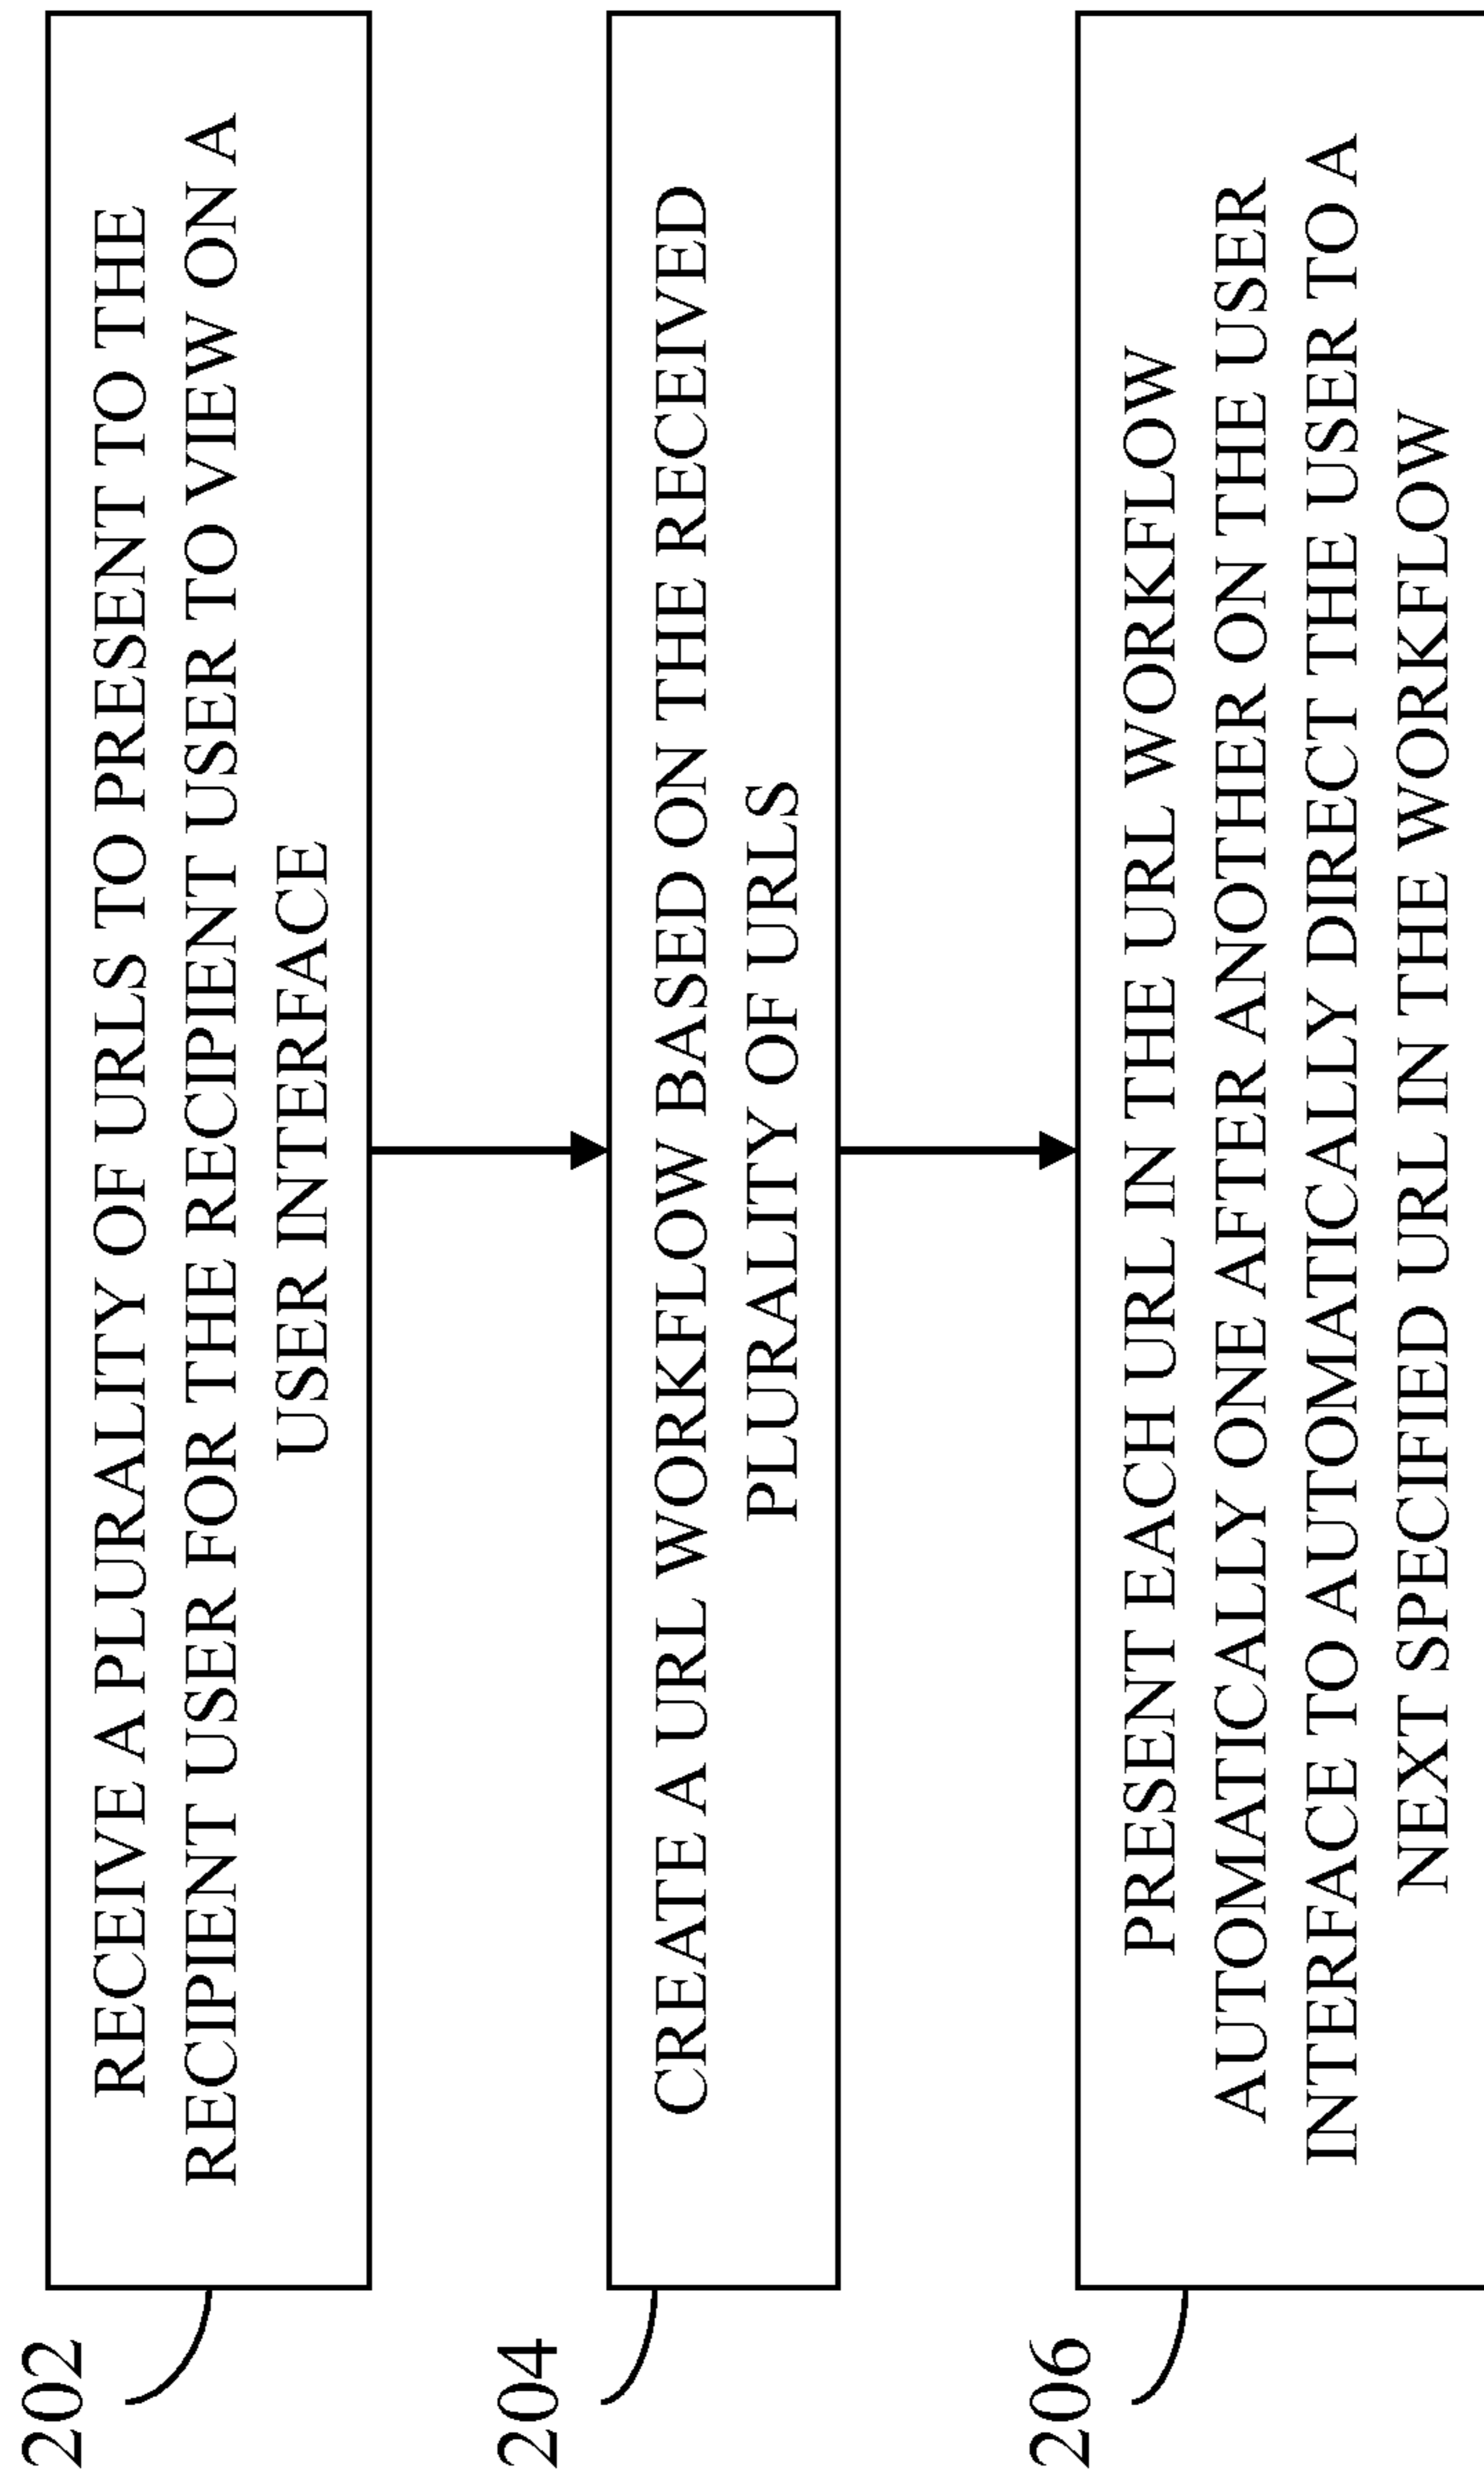 202
RECEIVE A PLURALITY OF URLS TO PRESENT TO THE
RECIPIENT USER FOR THE RECIPIENT USER TO VIEW ON A
USER INTERFACE
204
CREATE A URL WORKFLOW BASED ON THE RECEIVED
PLURALITY OF URLS
206
PRESENT EACH URL IN THE URL WORKFLOW
AUTOMATICALLY ONE AFTER ANOTHER ON THE USER
INTERFACE TO AUTOMATICALLY DIRECT THE USER TO A
NEXT SPECIFIED URL IN THE WORKFLOW